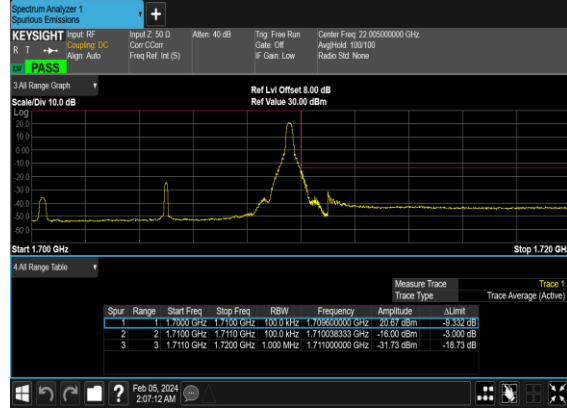 Spectrum Analyzer 1
Spurious Emissions
KEYSIGHT Input: RF Input Z: 50 Ω Atten: 40 dB Trig: Free Run Center Freq: 22.005000000 GHz
R T Coupling: DC Corr CCorr Gate: Off Avg|Hold: 100/100
Align: Auto Freq Ref: Int (S) IF Gain: Low Radio Std: None
LW PASS
3 All Range Graph
Ref Lvl Offset 8.00 dB
Scale/Div 10.0 dB Ref Value 30.00 dBm
Log
20.0
10.0
0.00
-10.0
-20.0
-30.0
-40.0
-50.0
-60.0
Start 1.700 GHz Stop 1.720 GHz
4 All Range Table
Measure Trace Trace 1
Trace Type Trace Average (Active)
Spur Range Start Freq Stop Freq RBW Frequency Amplitude ΔLimit
1 1 1.7000 GHz 1.7100 GHz 100.0 kHz 1.709600000 GHz 20.67 dBm -9.332 dB
2 2 1.7100 GHz 1.7110 GHz 100.0 kHz 1.710038333 GHz -16.00 dBm -3.000 dB
3 3 1.7110 GHz 1.7200 GHz 1.000 MHz 1.711000000 GHz -31.73 dBm -18.73 dB
? Feb 05, 2024
2:07:12 AM